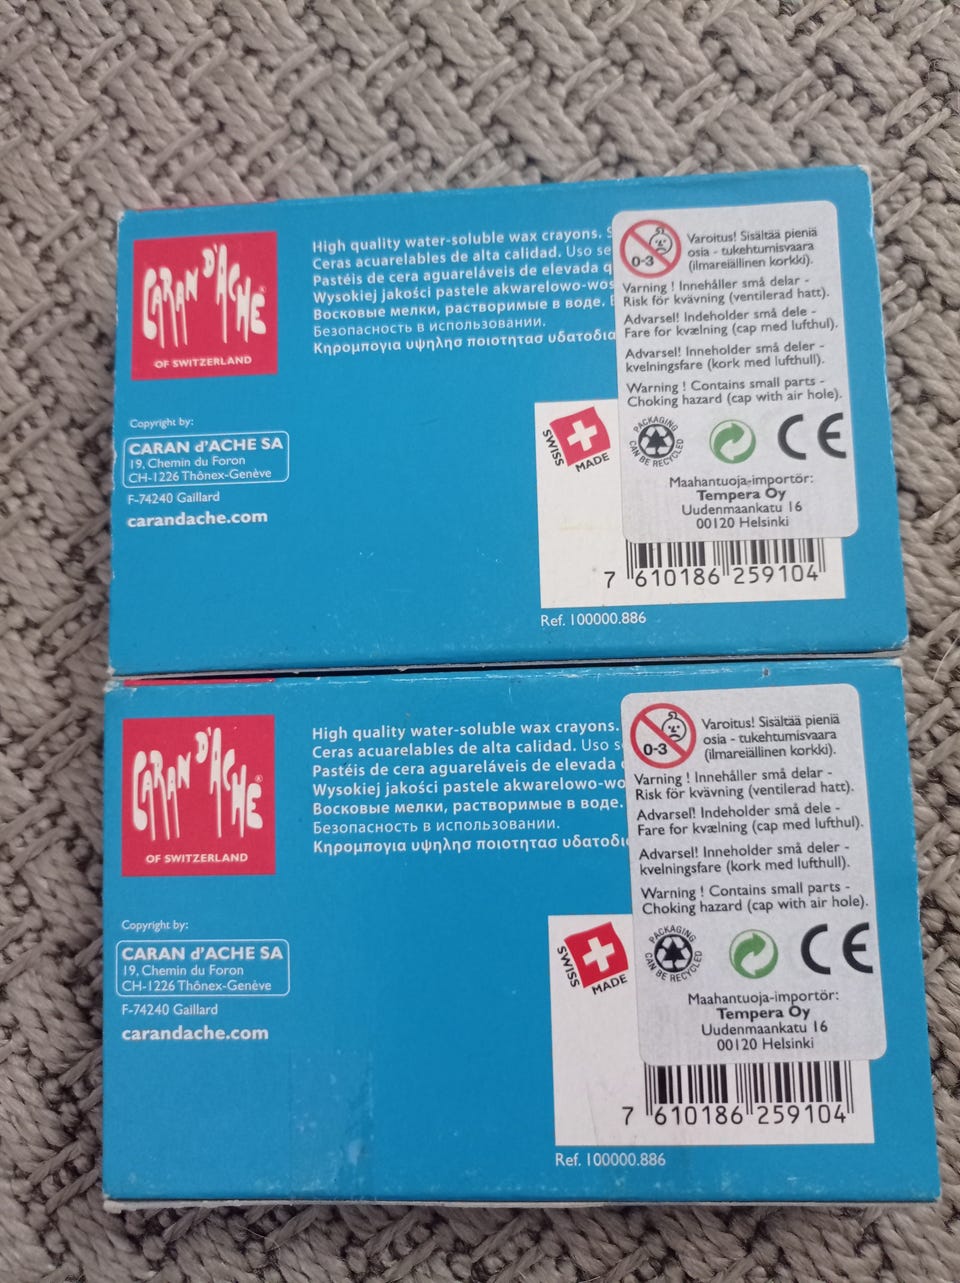 CARAN D'ACHE
OF SWITZERLAND
High quality water-soluble wax crayons.
Ceras acuarelables de alta calidad. Uso se
Pastéis de cera aguareláveis de elevada q
Wysokiej jakości pastele akwarelowo-wos
Восковые мелки, растворимые в воде.
Безопасность в использовании.
Κηρομπογια υψηλησ ποιοτητασ υδατοδια
Copyright by:
CARAN d'ACHE SA
19, Chemin du Foron
CH-1226 Thônex-Genève
F-74240 Gaillard
carandache.com
0-3
Varoitus! Sisältää pieniä
osia - tukehtumisvaara
(ilmareiällinen korkki).
Varning ! Innehåller små delar -
Risk för kvävning (ventilerad hatt).
Advarsel! Indeholder små dele -
Fare for kvælning (cap med lufthul).
Advarsel! Inneholder små deler -
kvelningsfare (kork med lufthull).
Warning ! Contains small parts -
Choking hazard (cap with air hole).
PACKAGING
CAN BE RECYCLED
CE
Maahantuoja-importör:
Tempera Oy
Uudenmaankatu 16
00120 Helsinki
SWISS
MADE
7 610186 259104
Ref. 100000.886
CARAN D'ACHE®
OF SWITZERLAND
High quality water-soluble wax crayons.
Ceras acuarelables de alta calidad. Uso s
Pastéis de cera aguareláveis de elevada
Wysokiej jakości pastele akwarelowo-wo
Восковые мелки, растворимые в воде.
Безопасность в использовании.
Κηρομπογια υψηλησ ποιοτητασ υδατοδι
Copyright by:
CARAN d'ACHE SA
19, Chemin du Foron
CH-1226 Thônex-Genève
F-74240 Gaillard
carandache.com
0-3
Varoitus! Sisältää pieniä
osia - tukehtumisvaara
(ilmareiällinen korkki).
Varning ! Innehåller små delar -
Risk för kvävning (ventilerad hatt).
Advarsel! Indeholder små dele -
Fare for kvælning (cap med lufthul).
Advarsel! Inneholder små deler -
kvelningsfare (kork med lufthull).
Warning ! Contains small parts -
Choking hazard (cap with air hole).
PACKAGING
CAN BE RECYCLED
CE
Maahantuoja-importör:
Tempera Oy
Uudenmaankatu 16
00120 Helsinki
SWISS
MADE
7 610186 259104
Ref. 100000.886